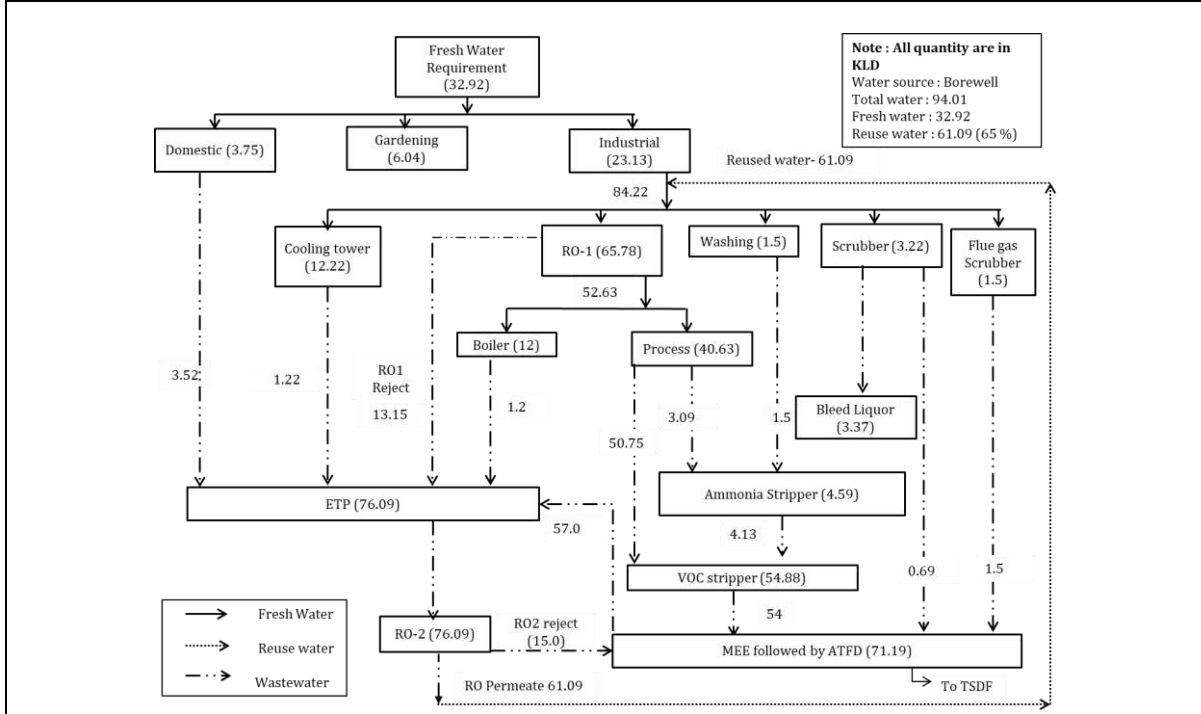 Fresh Water
Requirement
(32.92)
Note : All quantity are in
KLD
Water source : Borewell
Total water : 94.01
Fresh water : 32.92
Reuse water : 61.09 (65 %)
Domestic (3.75)
Gardening
(6.04)
Industrial
(23.13)
Reused water- 61.09
84.22
Cooling tower
(12.22)
RO-1 (65.78)
Washing (1.5)
Scrubber (3.22)
Flue gas
Scrubber
(1.5)
52.63
Boiler (12)
Process (40.63)
3.52
1.22
RO1
Reject
13.15
1.2
50.75
3.09
1.5
Bleed Liquor
(3.37)
ETP (76.09)
57.0
Ammonia Stripper (4.59)
4.13
VOC stripper (54.88)
0.69
1.5
54
Fresh Water
Reuse water
Wastewater
RO-2 (76.09)
RO2 reject
(15.0)
MEE followed by ATFD (71.19)
To TSDF
RO Permeate 61.09